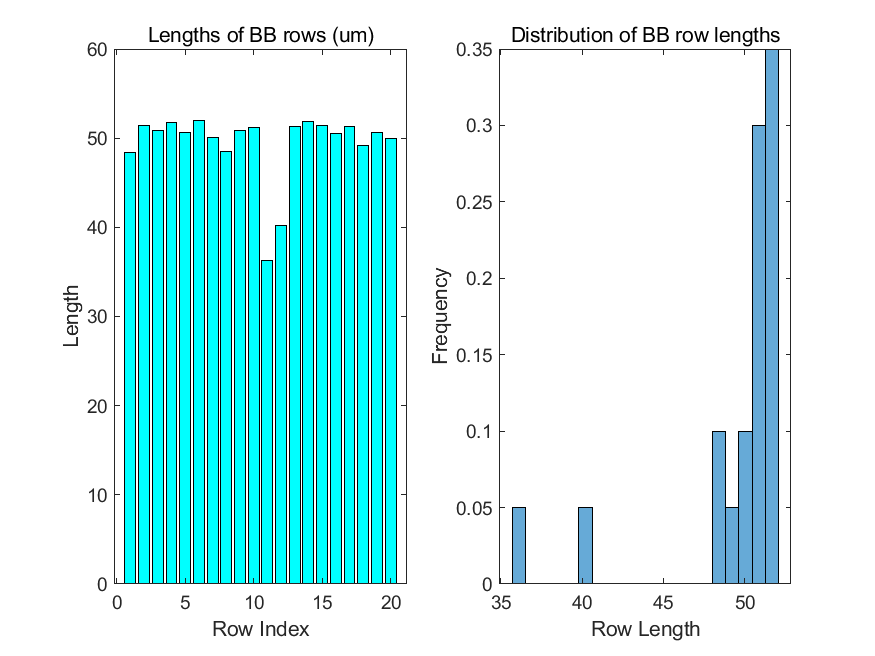 Lengths of BB rows (um)
60
50
40
30
20
10
0
0 5 10 15 20
Length
Row Index
Distribution of BB row lengths
0.35
0.3
0.25
0.2
0.15
0.1
0.05
0
35 40 45 50
Frequency
Row Length